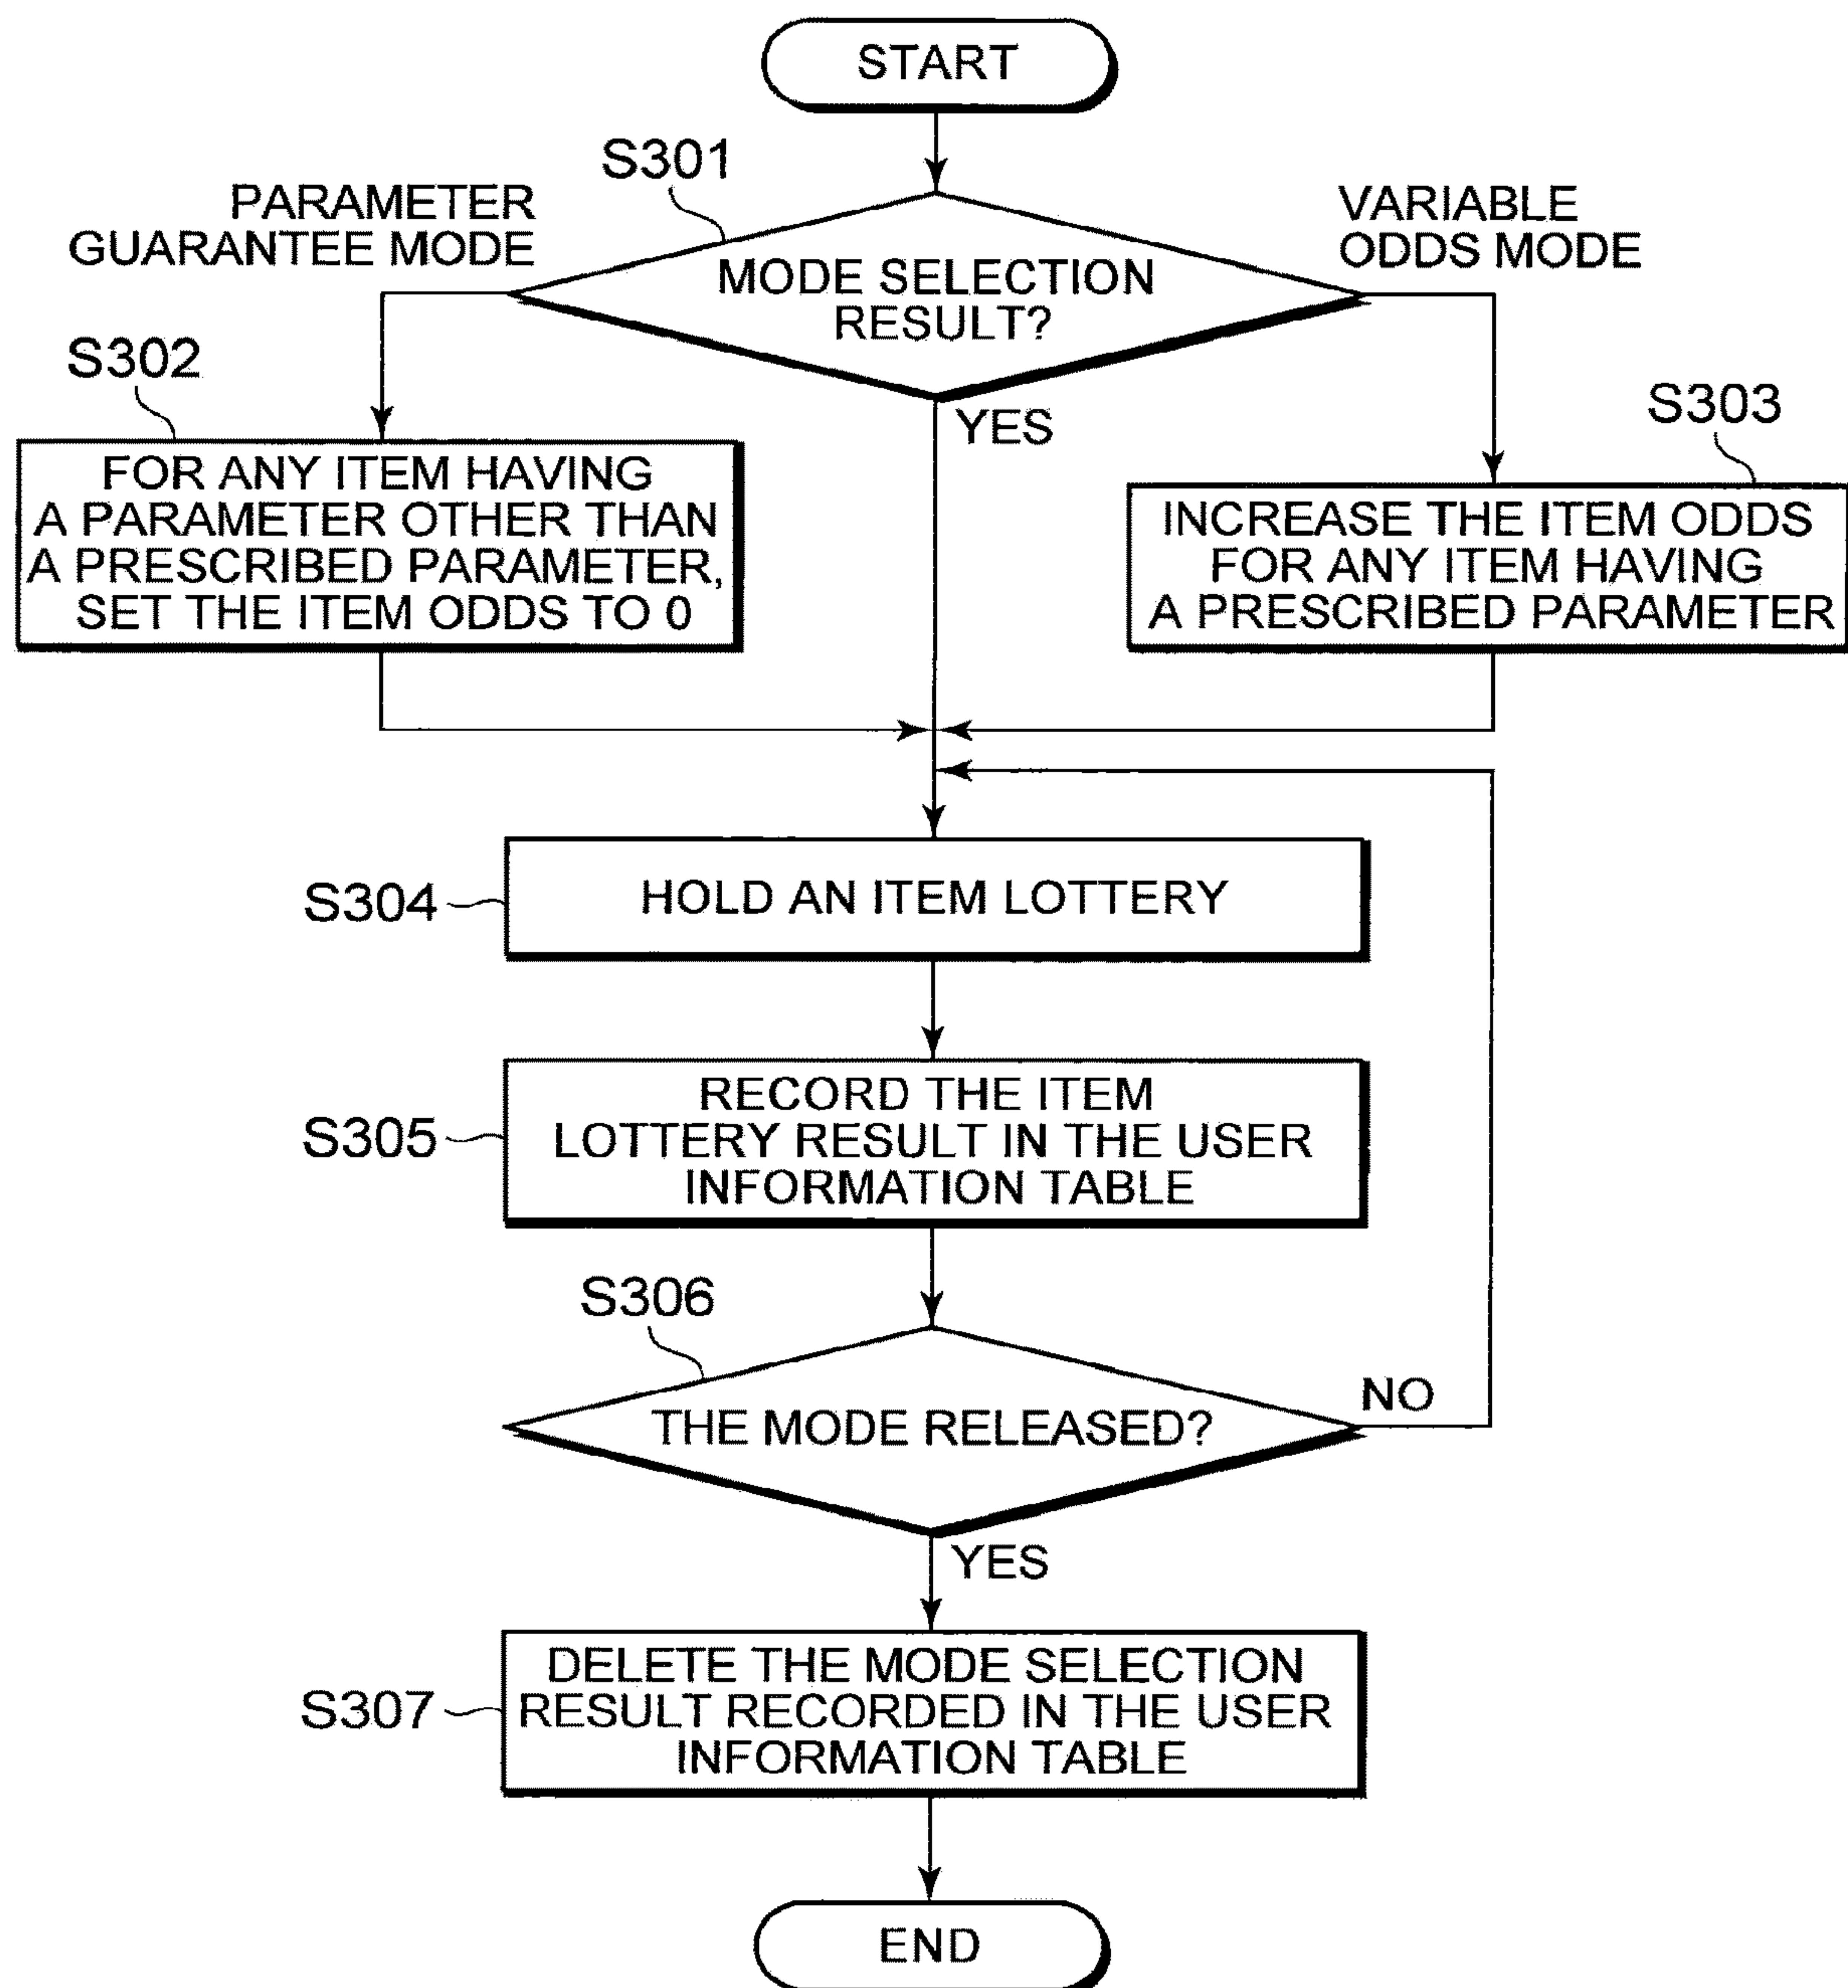 START
S301
PARAMETER
GUARANTEE MODE
VARIABLE
ODDS MODE
MODE SELECTION
RESULT?
S302
YES
S303
FOR ANY ITEM HAVING
A PARAMETER OTHER THAN
A PRESCRIBED PARAMETER,
SET THE ITEM ODDS TO 0
INCREASE THE ITEM ODDS
FOR ANY ITEM HAVING
A PRESCRIBED PARAMETER
S304
HOLD AN ITEM LOTTERY
S305
RECORD THE ITEM
LOTTERY RESULT IN THE USER
INFORMATION TABLE
S306
THE MODE RELEASED?
NO
YES
S307
DELETE THE MODE SELECTION
RESULT RECORDED IN THE USER
INFORMATION TABLE
END